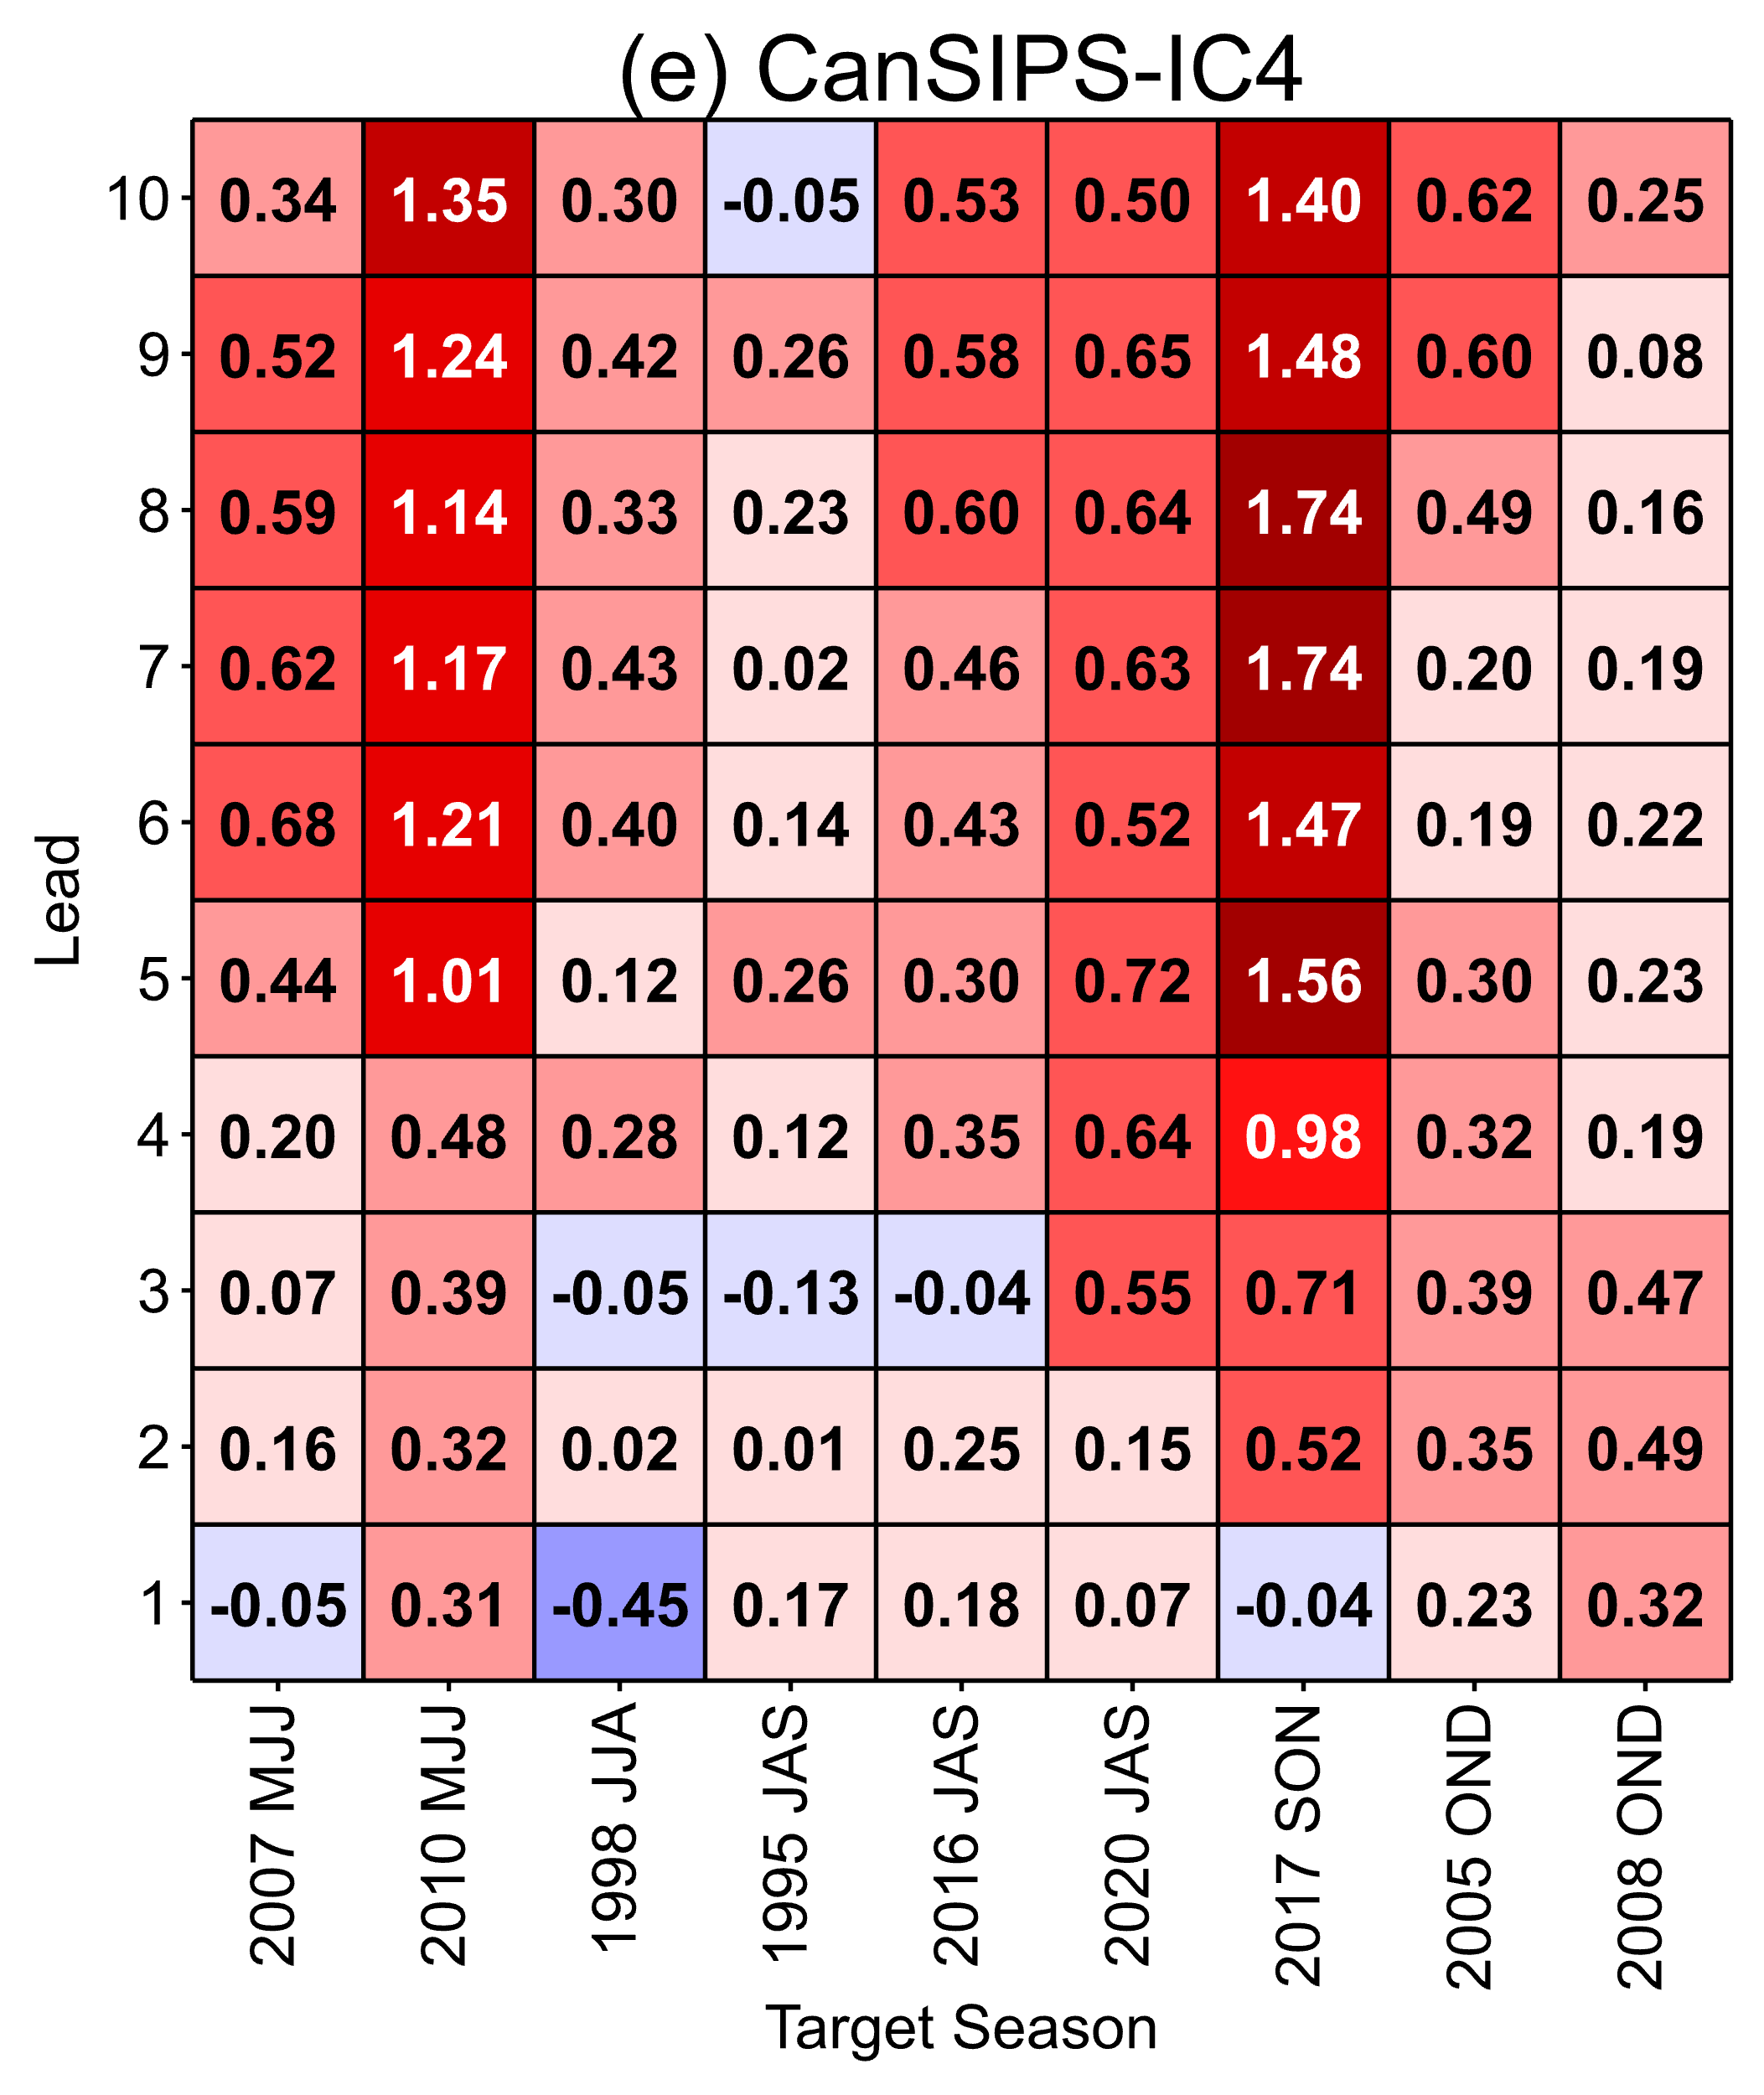 (e) CanSIPS-IC4
10 0.34 1.35 0.30 -0.05 0.53 0.50 1.40 0.62 0.25
9 0.52 1.24 0.42 0.26 0.58 0.65 1.48 0.60 0.08
8 0.59 1.14 0.33 0.23 0.60 0.64 1.74 0.49 0.16
7 0.62 1.17 0.43 0.02 0.46 0.63 1.74 0.20 0.19
6 0.68 1.21 0.40 0.14 0.43 0.52 1.47 0.19 0.22
5 0.44 1.01 0.12 0.26 0.30 0.72 1.56 0.30 0.23
4 0.20 0.48 0.28 0.12 0.35 0.64 0.98 0.32 0.19
3 0.07 0.39 -0.05 -0.13 -0.04 0.55 0.71 0.39 0.47
2 0.16 0.32 0.02 0.01 0.25 0.15 0.52 0.35 0.49
1 -0.05 0.31 -0.45 0.17 0.18 0.07 -0.04 0.23 0.32
Lead
2007 MJJ
2010 MJJ
1998 JJA
1995 JAS
2016 JAS
2020 JAS
2017 SON
2005 OND
2008 OND
Target Season